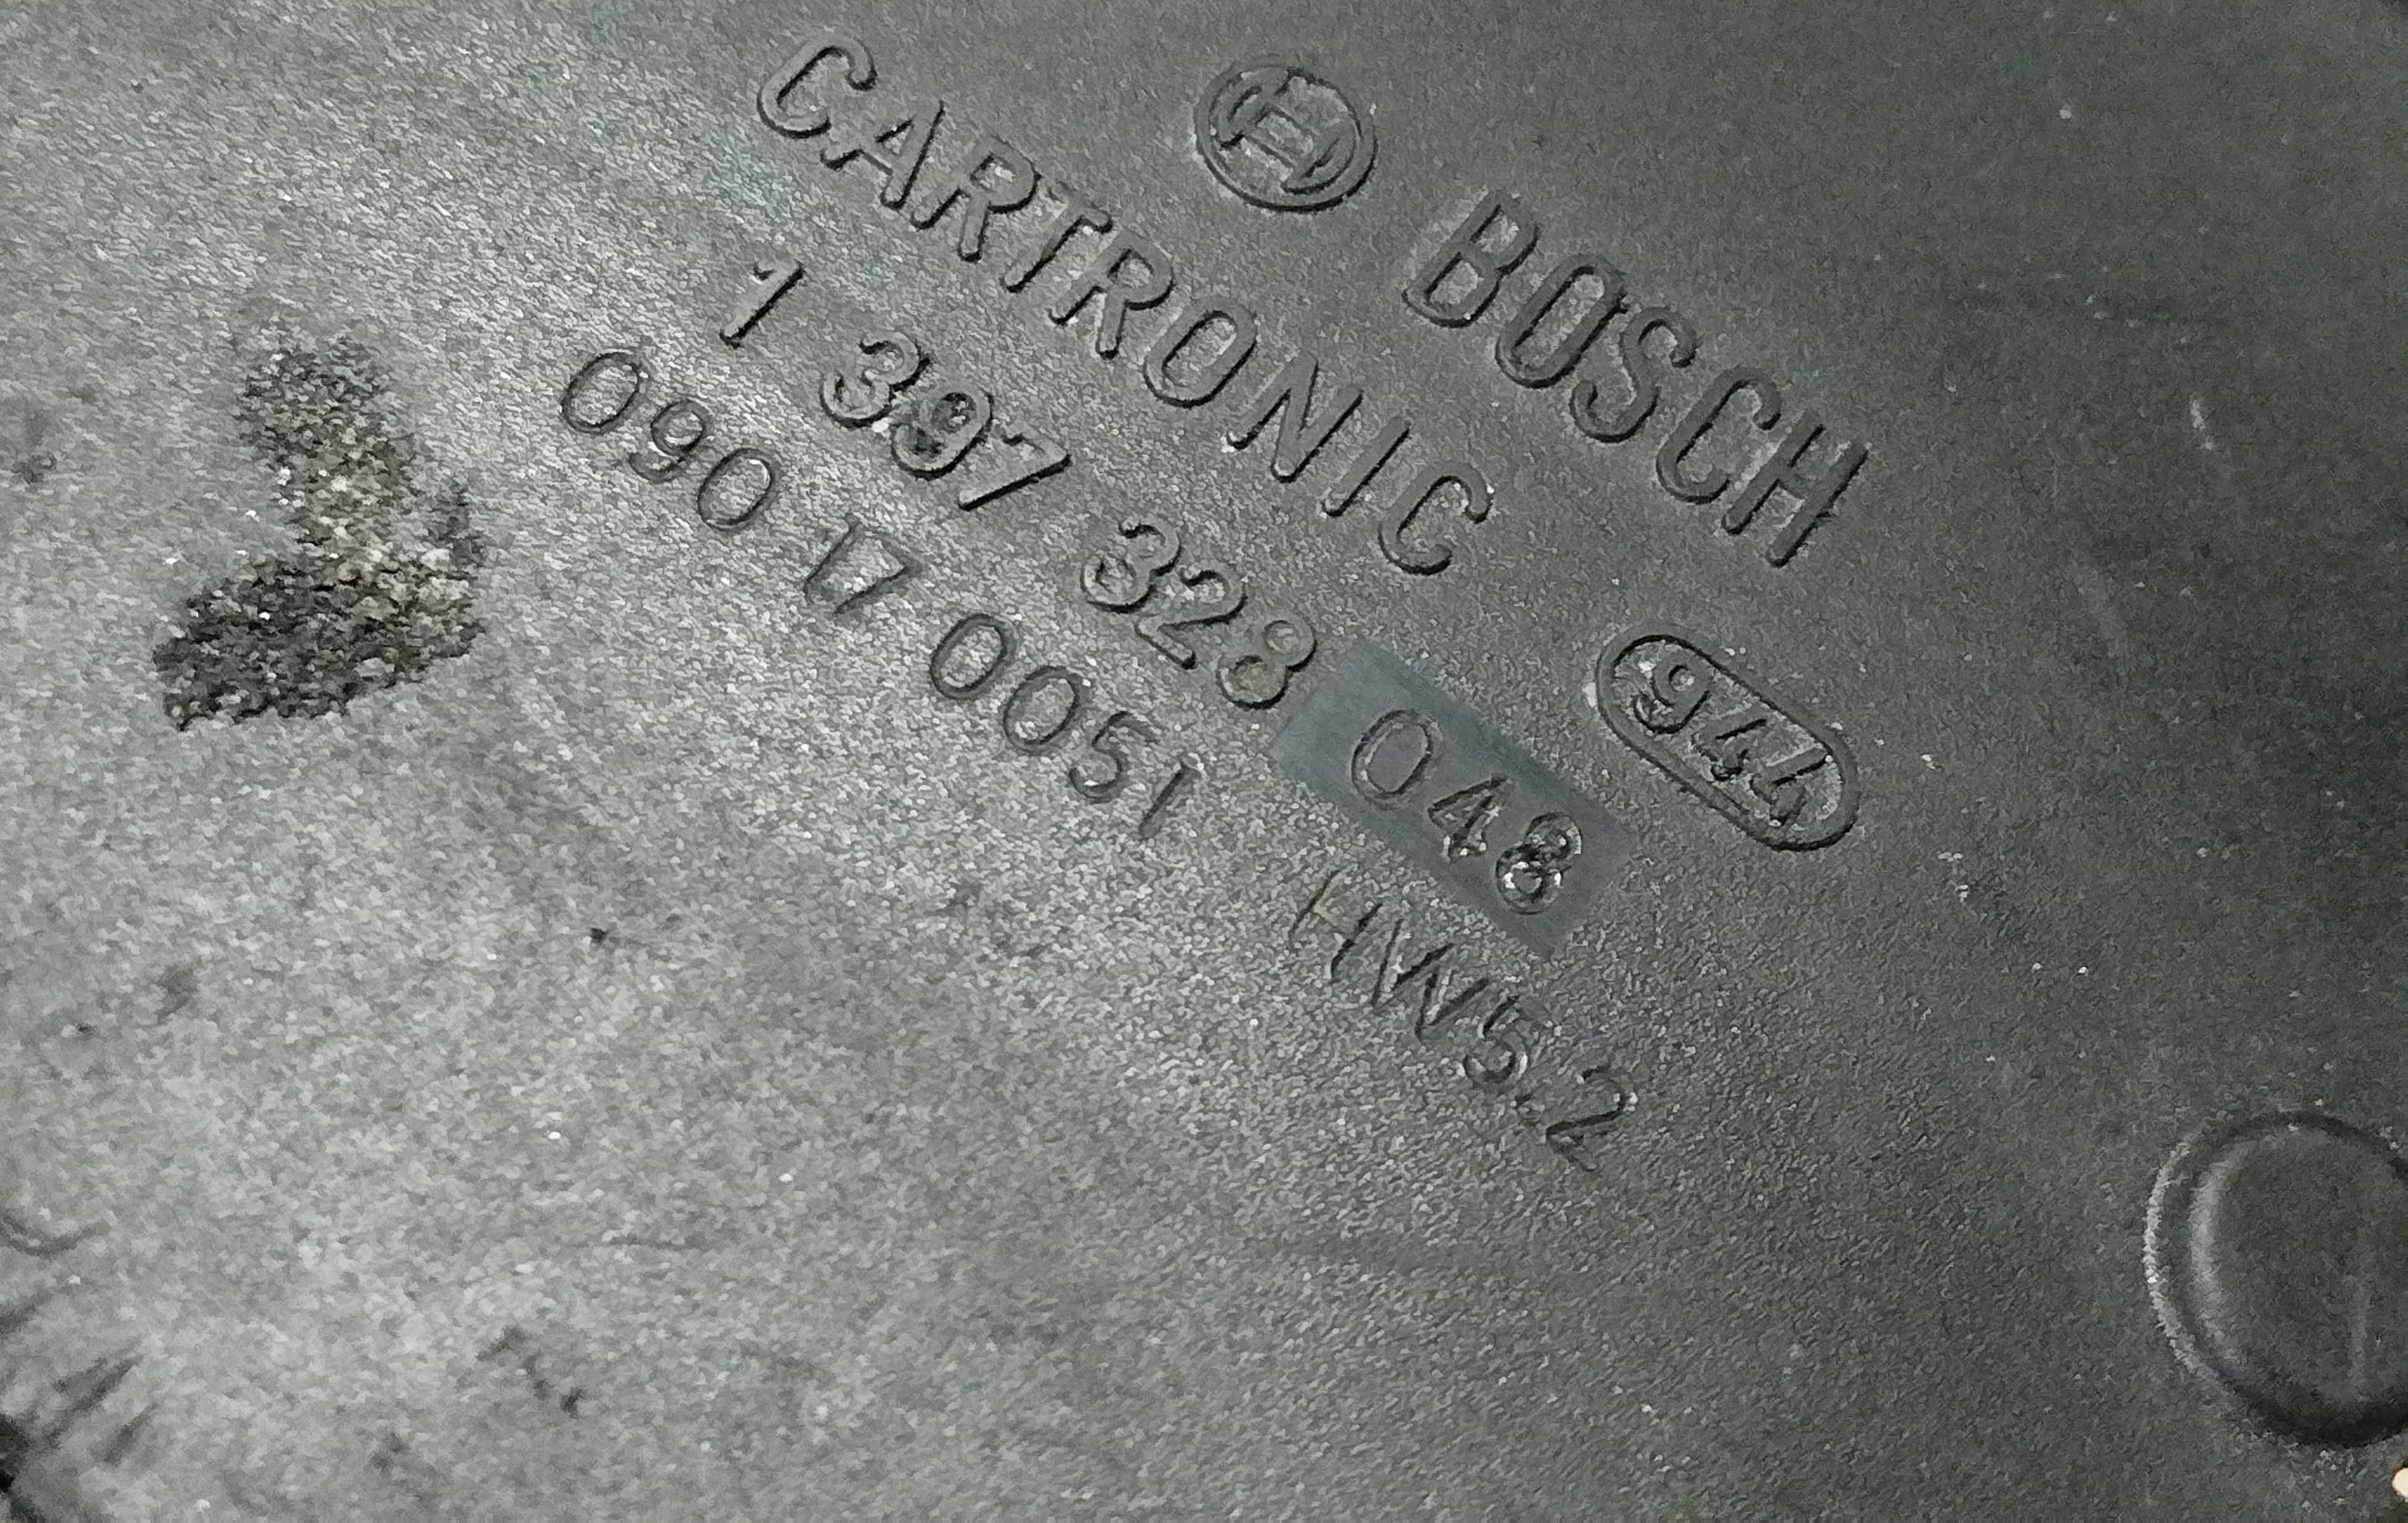 BOSCH
CARTRONIC
944
1 397 328 048
090 17 0051
HW5.2